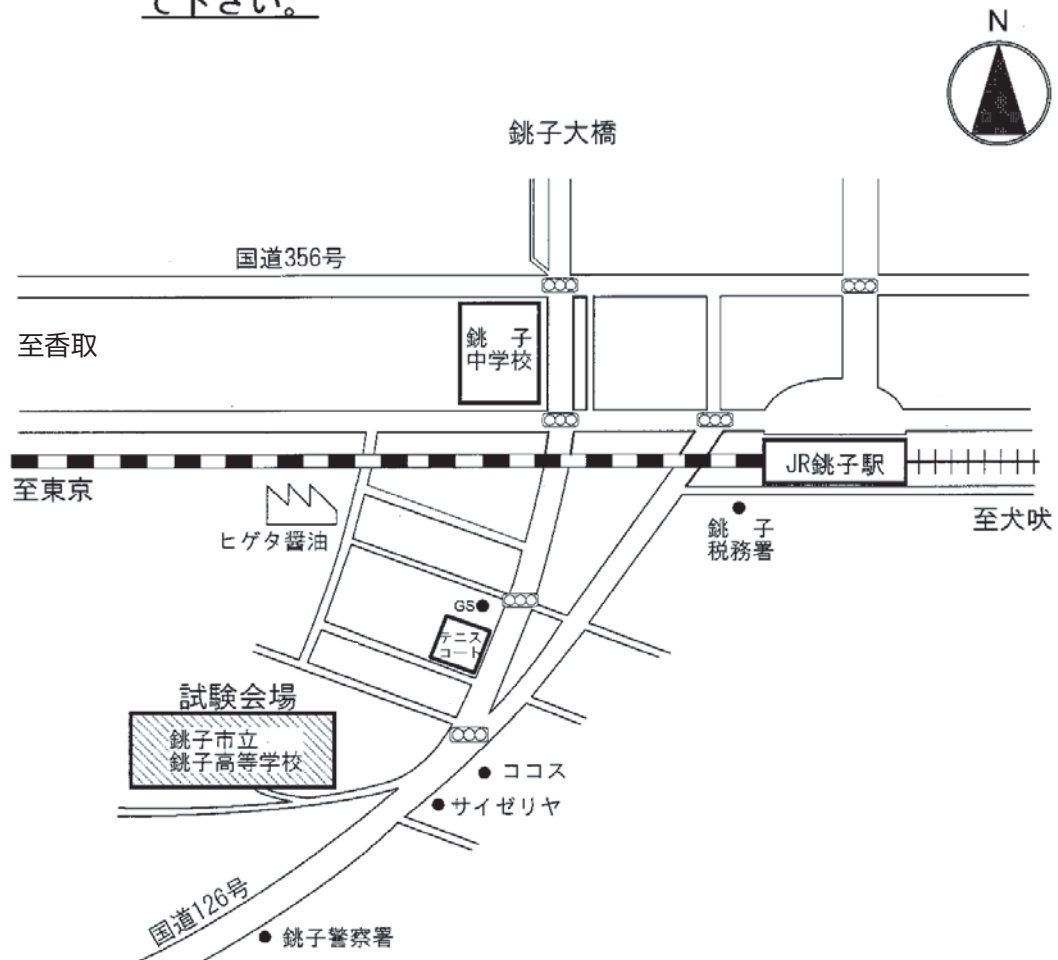 て下さい。
N
銚子大橋
国道356号
至香取
銚　子
中学校
JR銚子駅
至東京
至犬吠
ヒゲタ醤油
銚　子
税務署
GS
テニス
コート
試験会場
銚子市立
銚子高等学校
ココス
サイゼリヤ
国道126号
銚子警察署